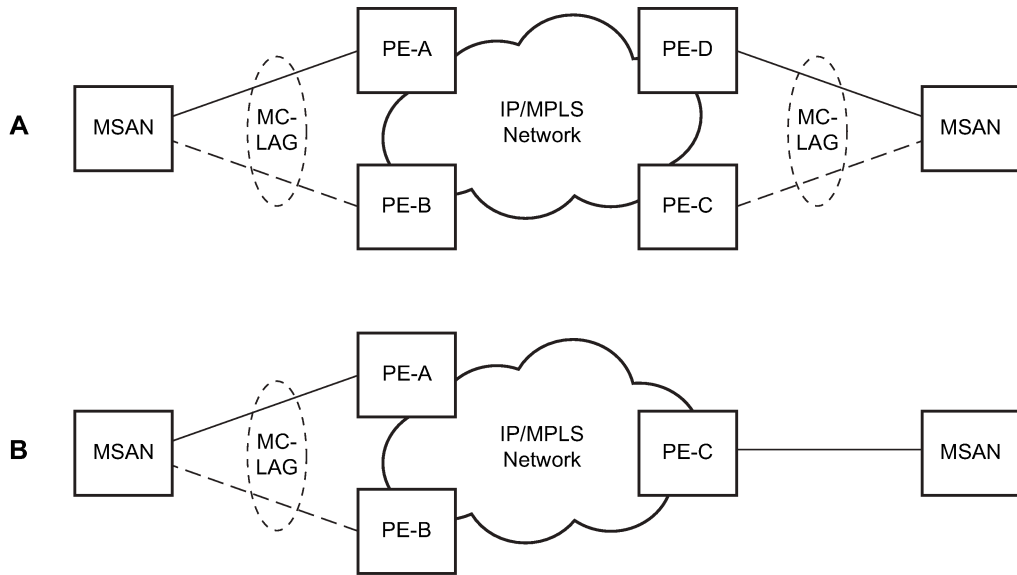 PE-A
PE-D
IP/MPLS
Network
MC-
LAG
MC-
LAG
A
MSAN
MSAN
PE-B
PE-C
PE-A
IP/MPLS
Network
MC-
LAG
B
MSAN
PE-C
MSAN
PE-B